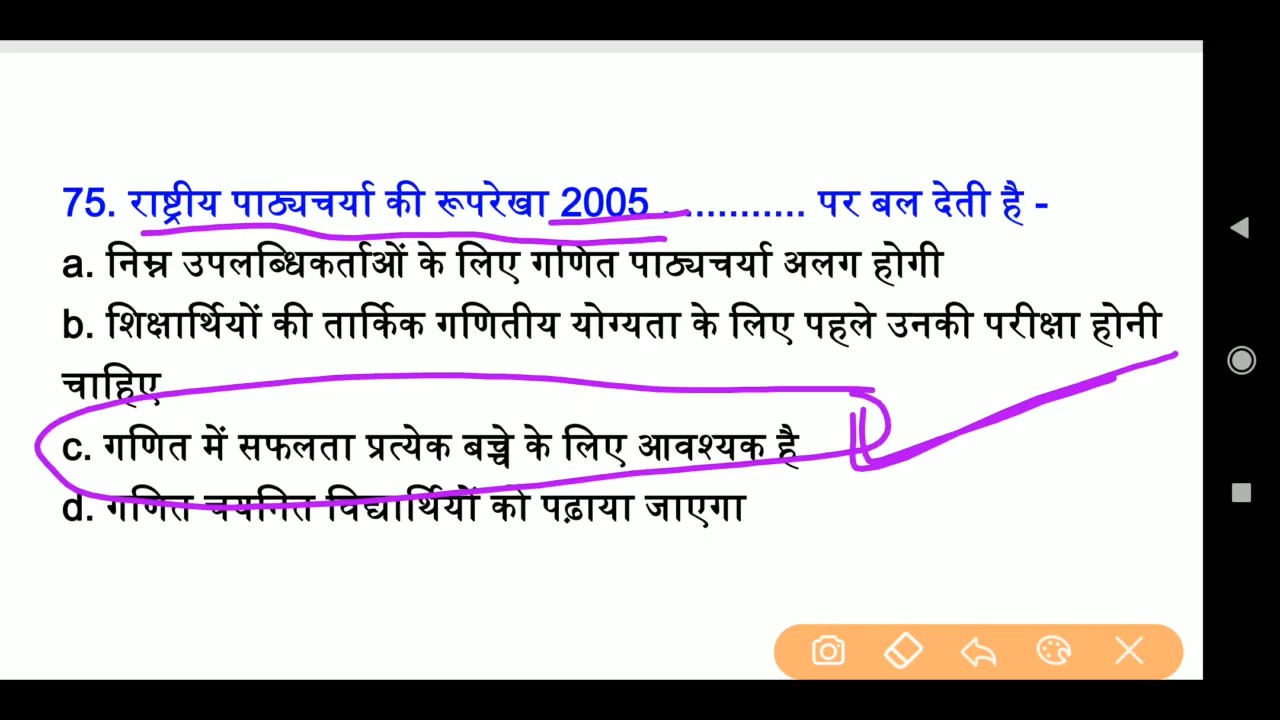 75. राष्ट्रीय पाठ्यचर्या की रूपरेखा 2005 ............ पर बल देती है -
a. निम्न उपलब्धिकर्ताओं के लिए गणित पाठ्यचर्या अलग होगी
b. शिक्षार्थियों की तार्किक गणितीय योग्यता के लिए पहले उनकी परीक्षा होनी
चाहिए
c. गणित में सफलता प्रत्येक बच्चे के लिए आवश्यक है
d. गणित चयनित विद्यार्थियों को पढ़ाया जाएगा